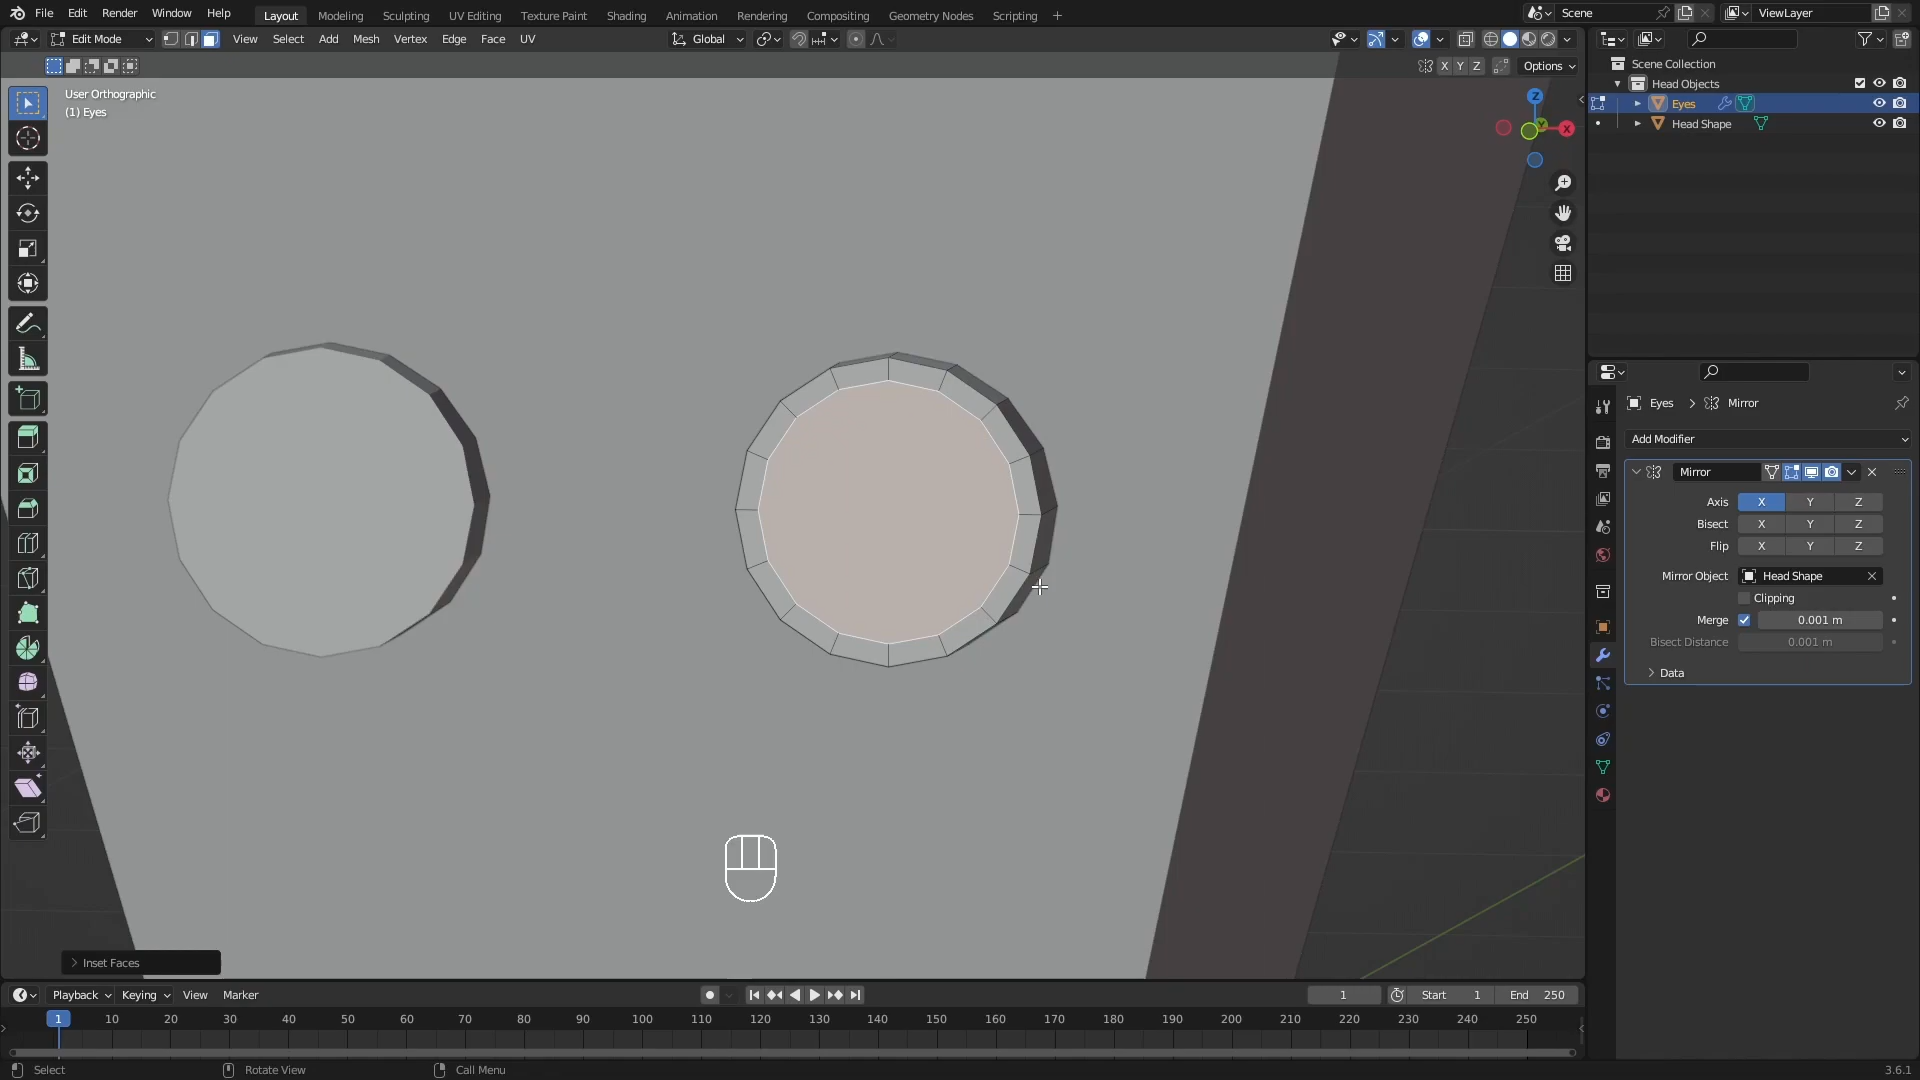 File Edit Render Window Help Layout Modeling Sculpting UV Editing Texture Paint Shading Animation Rendering Compositing Geometry Nodes Scripting + Scene ViewLayer
Edit Mode View Select Add Mesh Vertex Edge Face UV Global
X Y Z Options
User Orthographic
(1) Eyes
Z
X
Y
Scene Collection
Head Objects
Eyes
Head Shape
Eyes > Mirror
Add Modifier
Mirror
Axis X Y Z
Bisect X Y Z
Flip X Y Z
Mirror Object Head Shape
Clipping
Merge 0.001 m
Bisect Distance 0.001 m
Data
Inset Faces
Playback Keying View Marker 1 Start 1 End 250
1 10 20 30 40 50 60 70 80 90 100 110 120 130 140 150 160 170 180 190 200 210 220 230 240 250
Select Rotate View Call Menu 3.6.1